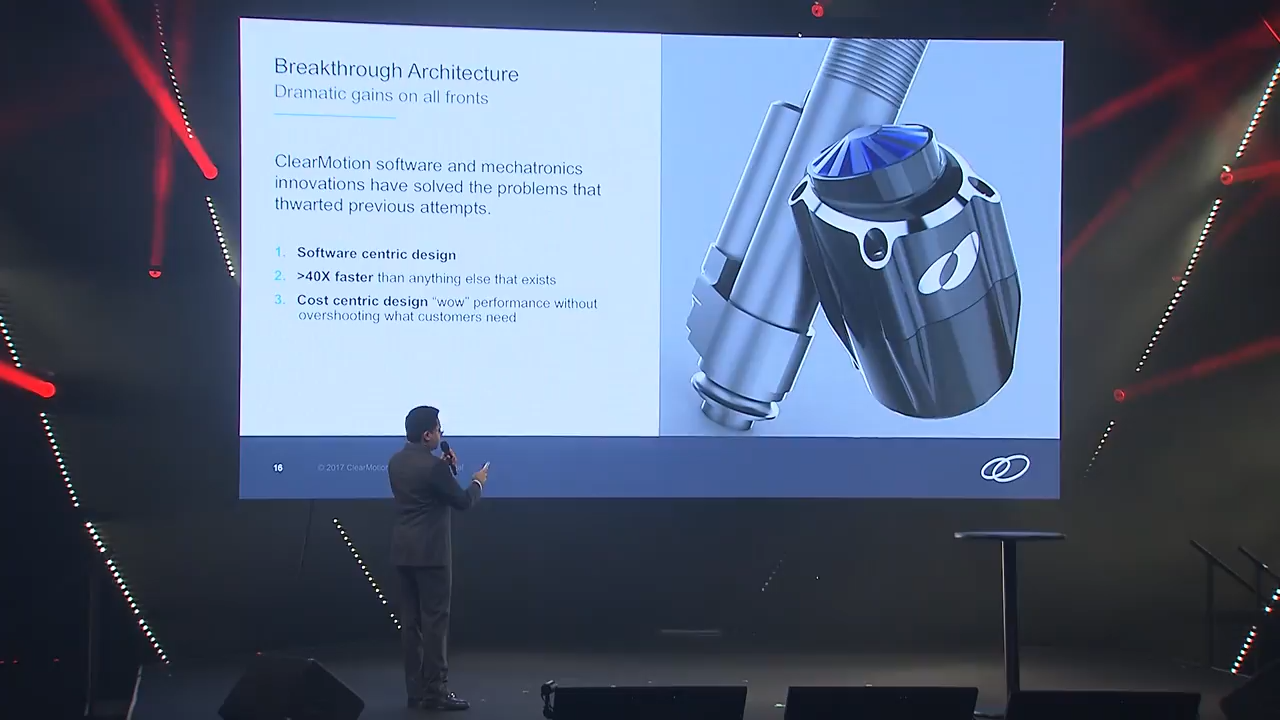 Breakthrough Architecture
Dramatic gains on all fronts
ClearMotion software and mechatronics
innovations have solved the problems that
thwarted previous attempts.
1. Software centric design
2. >40X faster than anything else that exists
3. Cost centric design “wow” performance without
overshooting what customers need
16 © 2017 ClearMotion